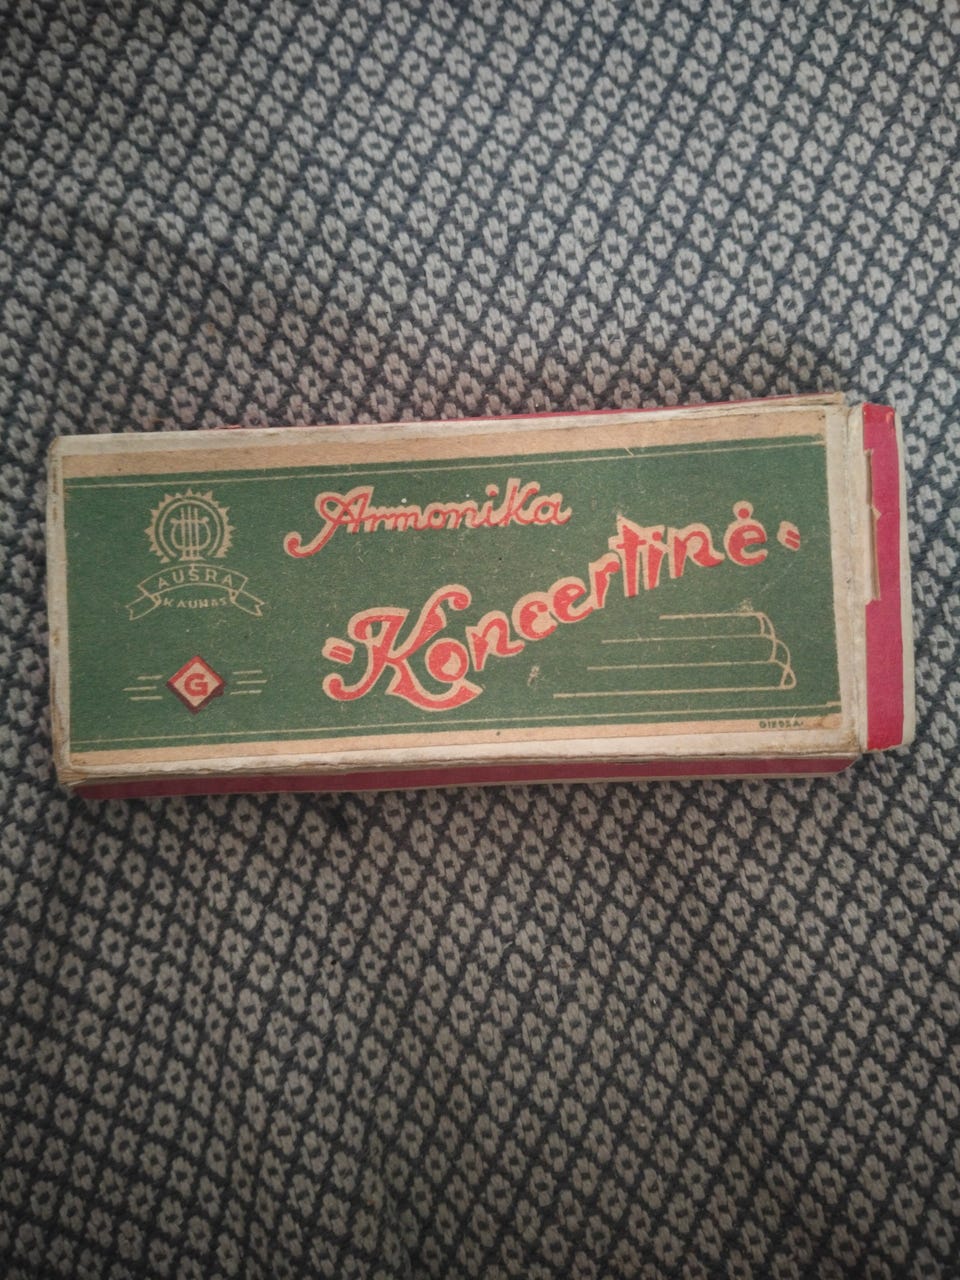 Armonika
"Koncertinė"
AUŠRA
KAUNAS
G